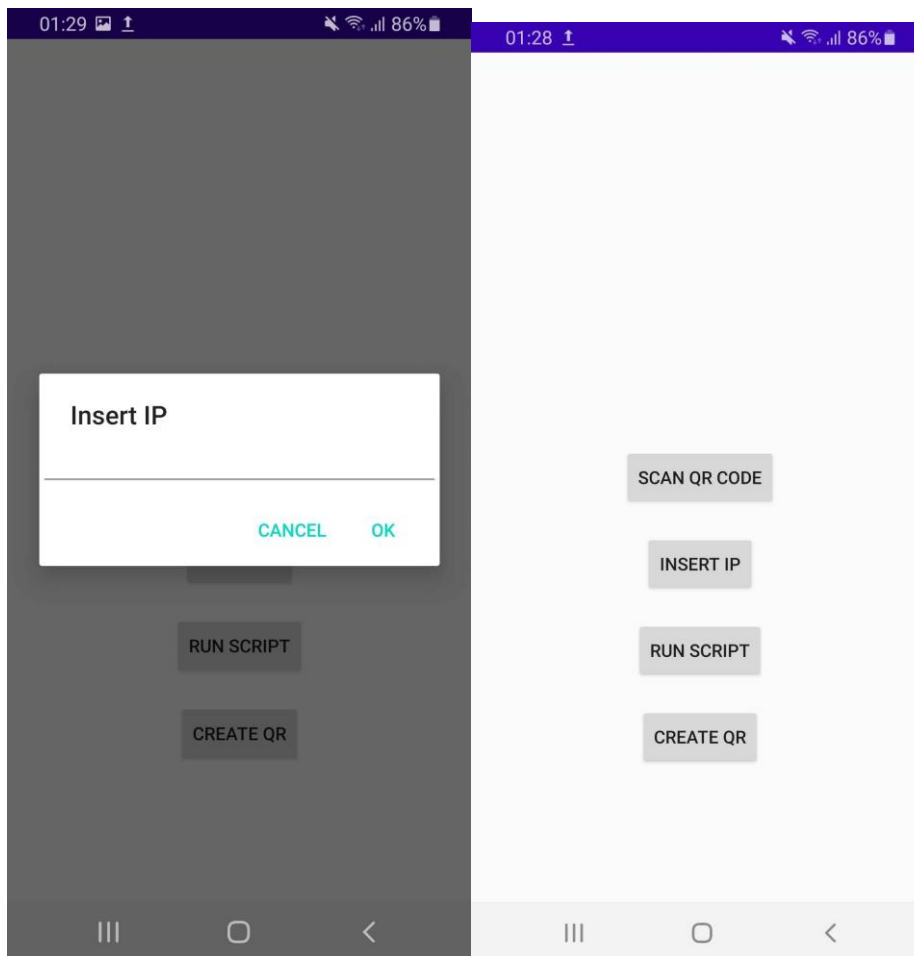 01:29 86%
Insert IP
CANCEL OK
RUN SCRIPT
CREATE QR
01:28 86%
SCAN QR CODE
INSERT IP
RUN SCRIPT
CREATE QR